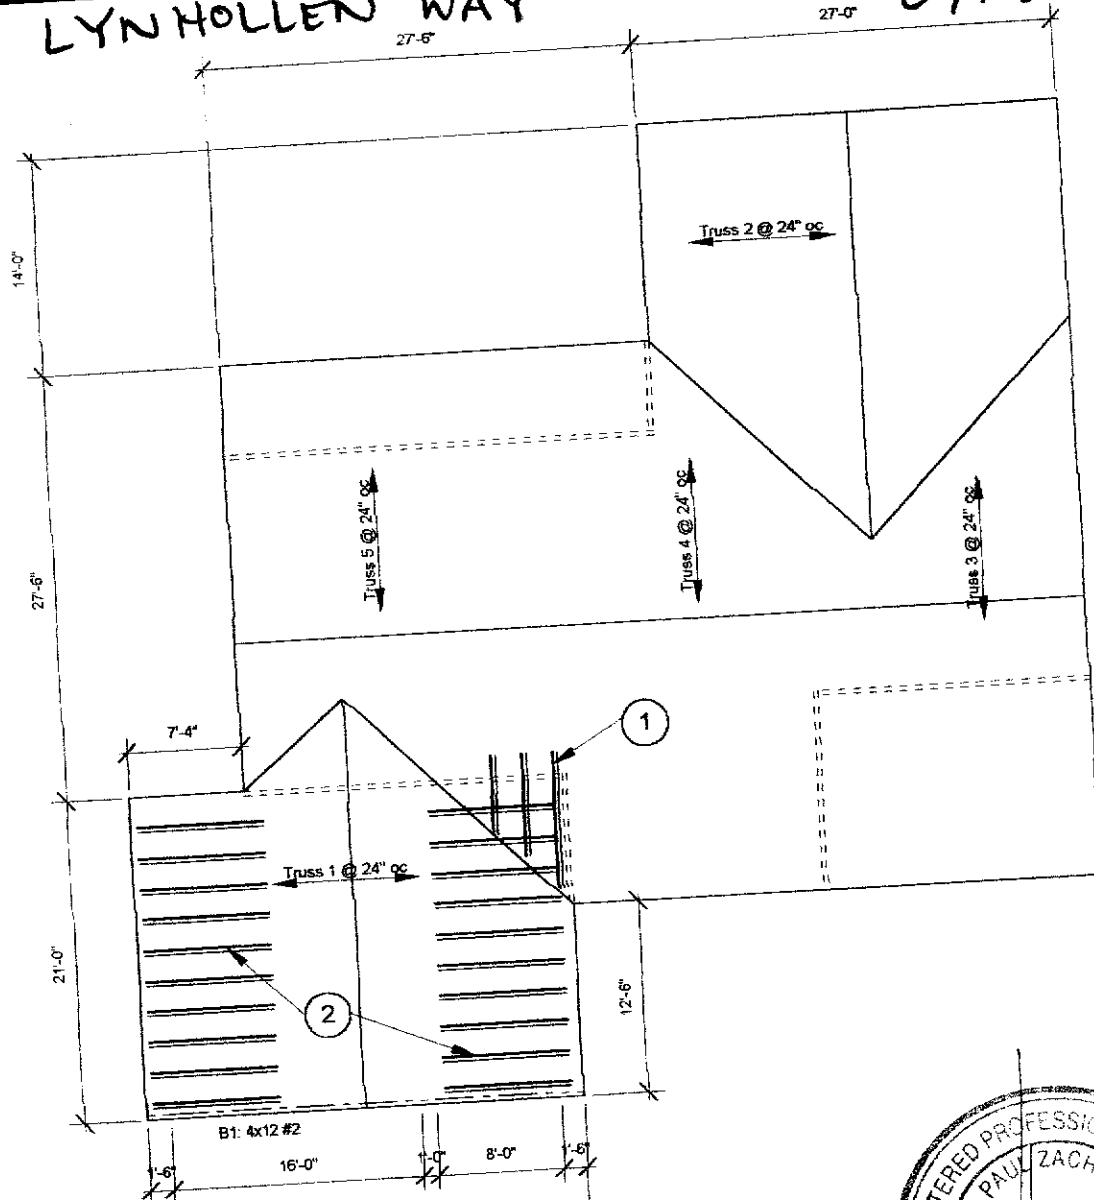 LYNHOLLEN WAY
27'-6"
27'-0"
14'-0"
Truss 2 @ 24" oc
Truss 5 @ 24" oc
Truss 4 @ 24" oc
Truss 3 @ 24" oc
27'-6"
1
7'-4"
Truss 1 @ 24" oc
21'-0"
2
12'-6"
B1: 4x12 #2
1'-6"
16'-0"
1'-0"
8'-0"
1'-6"
TERED PROFESSIO
PAUL ZACH